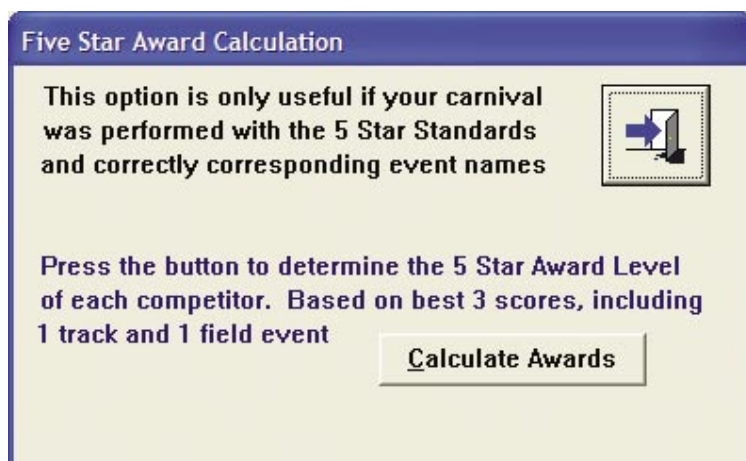 Five Star Award Calculation
This option is only useful if your carnival
was performed with the 5 Star Standards
and correctly corresponding event names
Press the button to determine the 5 Star Award Level
of each competitor.  Based on best 3 scores, including
1 track and 1 field event
Calculate Awards